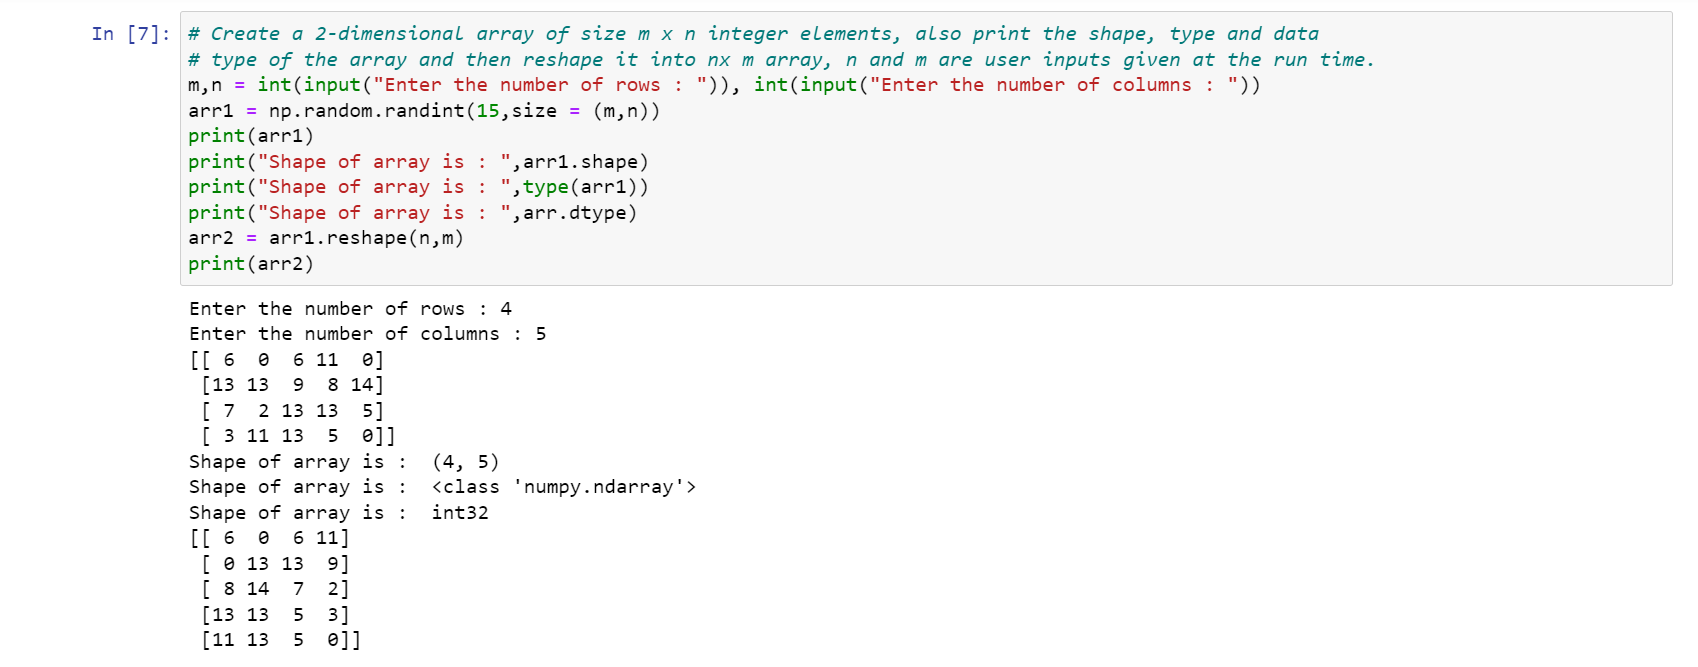 In [7]: # Create a 2-dimensional array of size m x n integer elements, also print the shape, type and data
# type of the array and then reshape it into nx m array, n and m are user inputs given at the run time.
m,n = int(input("Enter the number of rows : ")), int(input("Enter the number of columns : "))
arr1 = np.random.randint(15,size = (m,n))
print(arr1)
print("Shape of array is : ",arr1.shape)
print("Shape of array is : ",type(arr1))
print("Shape of array is : ",arr.dtype)
arr2 = arr1.reshape(n,m)
print(arr2)
Enter the number of rows : 4
Enter the number of columns : 5
[[ 6  0  6 11  0]
 [13 13  9  8 14]
 [ 7  2 13 13  5]
 [ 3 11 13  5  0]]
Shape of array is :  (4, 5)
Shape of array is :  <class 'numpy.ndarray'>
Shape of array is :  int32
[[ 6  0  6 11]
 [ 0 13 13  9]
 [ 8 14  7  2]
 [13 13  5  3]
 [11 13  5  0]]